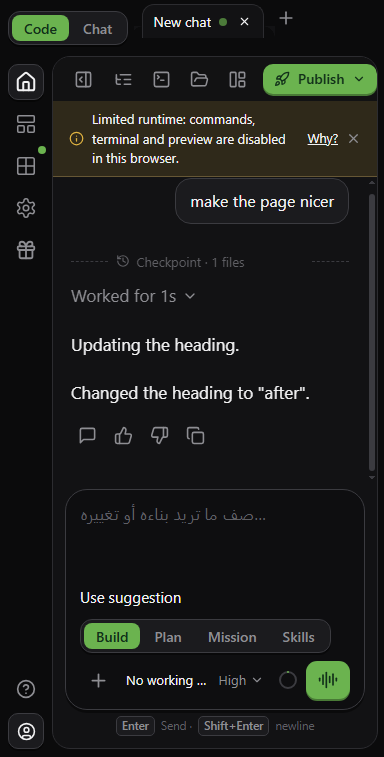 Code
Chat
New chat
Publish
Limited runtime: commands,
terminal and preview are disabled
in this browser.
Why?
make the page nicer
Checkpoint · 1 files
Worked for 1s
Updating the heading.
Changed the heading to "after".
صف ما تريد بناءه أو تغييره...
Use suggestion
Build
Plan
Mission
Skills
No working ...
High
Enter Send · Shift+Enter newline